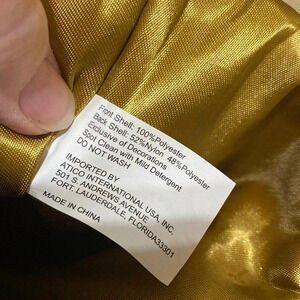 Front Shell: 100%Polyester
Back Shell: 52%Nylon 48%Polyester
Exclusive of Decorations
Spot Clean with Mild Detergent
DO NOT WASH
IMPORTED BY
ATICO INTERNATIONAL USA, INC.
501 S. ANDREWS AVENUE
FORT. LAUDERDALE, FLORIDA33301
MADE IN CHINA